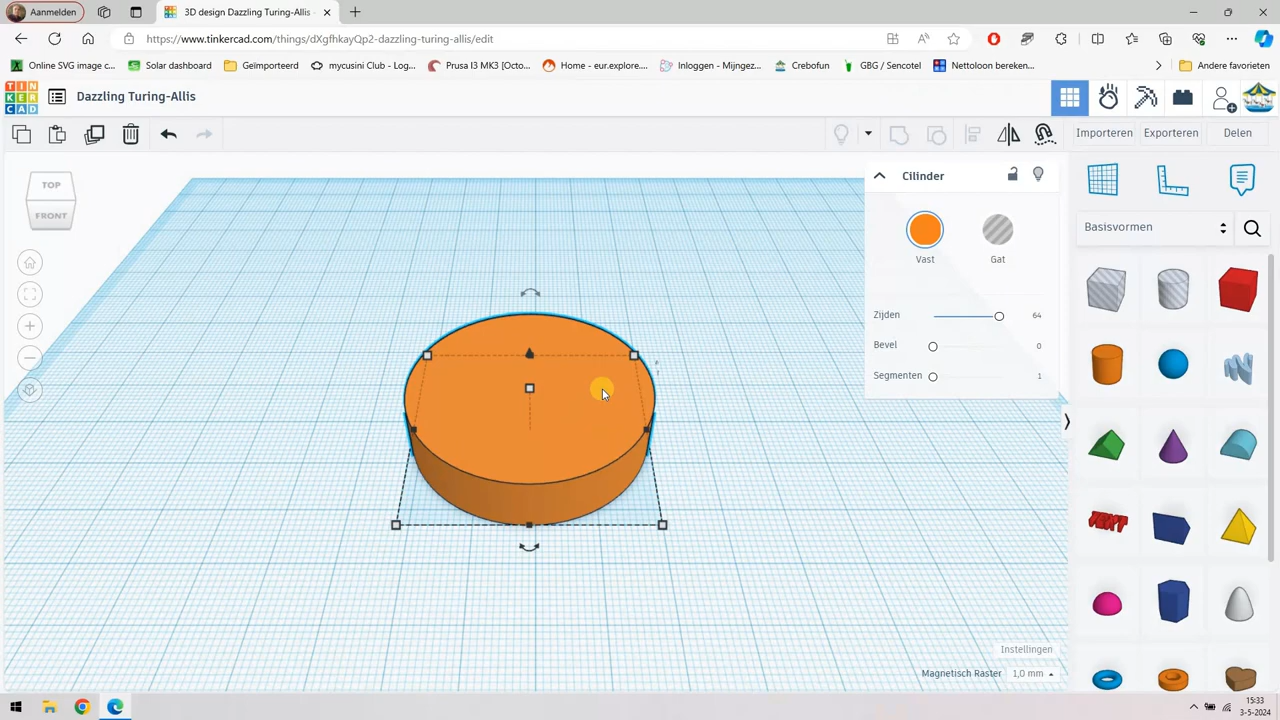 Aanmelden
3D design Dazzling Turing-Allis -
https://www.tinkercad.com/things/dXgfhkayQp2-dazzling-turing-allis/edit
Online SVG image c...
Solar dashboard
Geïmporteerd
mycusini Club - Log...
Prusa I3 MK3 [Octo...
Home - eur.explore...
Inloggen - Mijngez...
Crebofun
GBG / Sencotel
Nettoloon bereken...
Andere favorieten
TIN
KER
CAD
Dazzling Turing-Allis
Importeren
Exporteren
Delen
TOP
FRONT
Cilinder
Vast
Gat
Zijden 64
Bevel 0
Segmenten 1
Basisvormen
TEXT
Instellingen
Magnetisch Raster 1,0 mm
15:33
3-5-2024